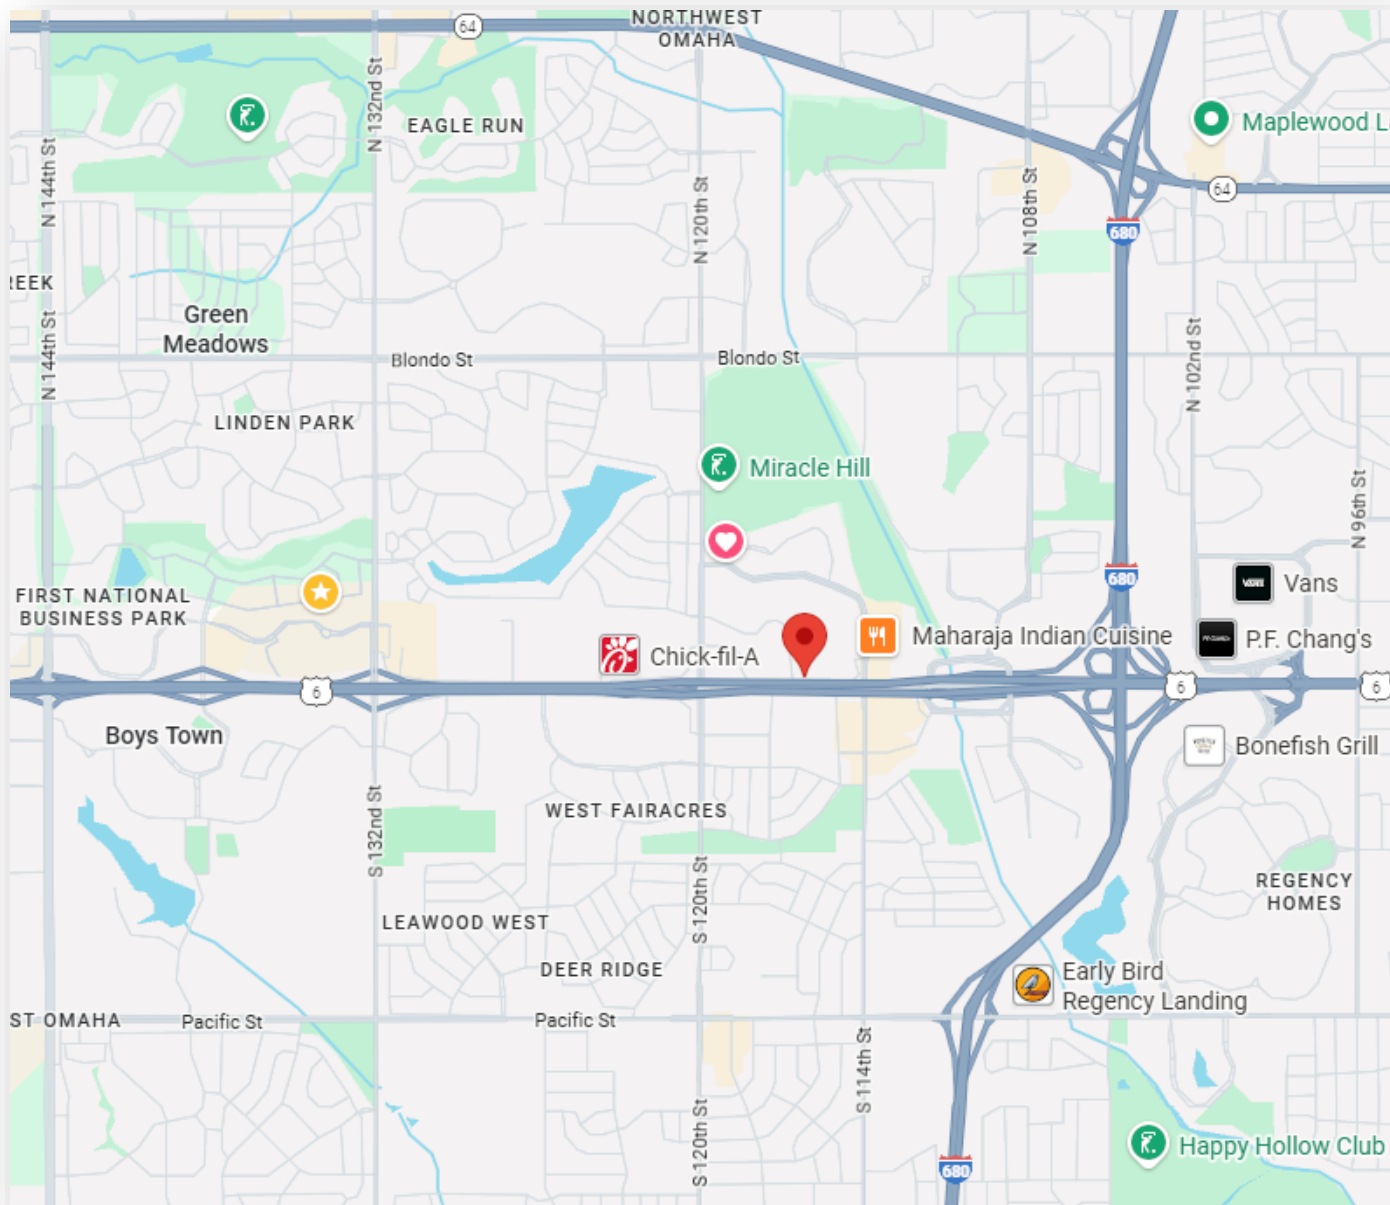 NORTHWEST
OMAHA
64
N 132nd St
EAGLE RUN
Maplewood La
N 144th St
N 120th St
N 108th St
64
680
REEK
Green
Meadows
N 144th St
Blondo St
Blondo St
N 102nd St
LINDEN PARK
Miracle Hill
N 96th St
680
Vans
FIRST NATIONAL
BUSINESS PARK
Chick-fil-A
Maharaja Indian Cuisine
P.F. Chang's
6
6
6
Boys Town
Bonefish Grill
S 132nd St
WEST FAIRACRES
S 120th St
REGENCY
HOMES
LEAWOOD WEST
DEER RIDGE
Early Bird
Regency Landing
ST OMAHA
Pacific St
Pacific St
S 114th St
S 120th St
Happy Hollow Club
680